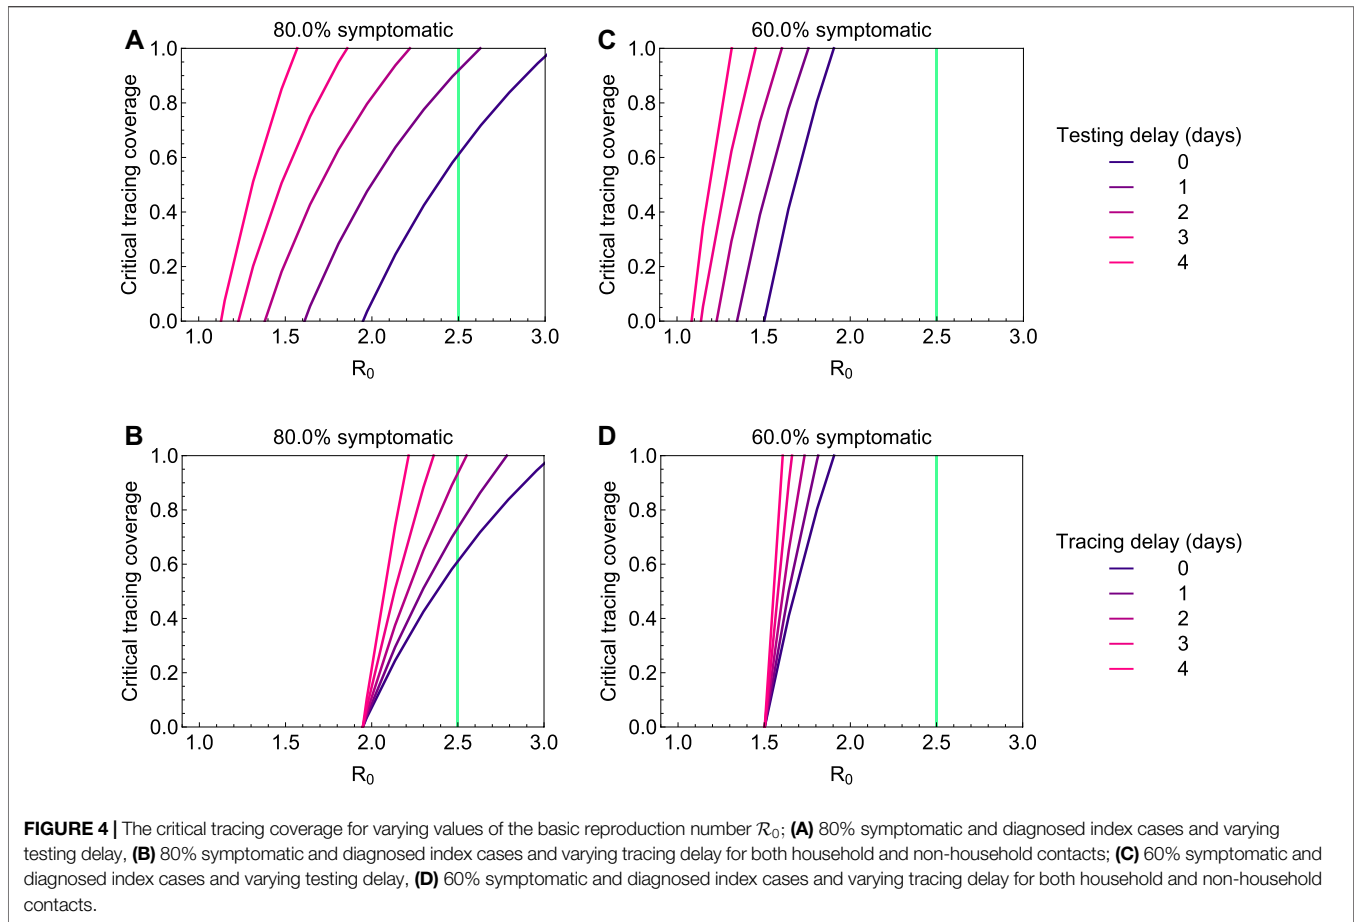 A
80.0% symptomatic
1.0
0.8
0.6
0.4
0.2
0.0
Critical tracing coverage
1.0 1.5 2.0 2.5 3.0
R₀
C
60.0% symptomatic
1.0
0.8
0.6
0.4
0.2
0.0
Critical tracing coverage
1.0 1.5 2.0 2.5 3.0
R₀
Testing delay (days)
0
1
2
3
4
B
80.0% symptomatic
1.0
0.8
0.6
0.4
0.2
0.0
Critical tracing coverage
1.0 1.5 2.0 2.5 3.0
R₀
D
60.0% symptomatic
1.0
0.8
0.6
0.4
0.2
0.0
Critical tracing coverage
1.0 1.5 2.0 2.5 3.0
R₀
Tracing delay (days)
0
1
2
3
4
FIGURE 4 | The critical tracing coverage for varying values of the basic reproduction number ℛ₀; (A) 80% symptomatic and diagnosed index cases and varying
testing delay, (B) 80% symptomatic and diagnosed index cases and varying tracing delay for both household and non-household contacts; (C) 60% symptomatic and
diagnosed index cases and varying testing delay, (D) 60% symptomatic and diagnosed index cases and varying tracing delay for both household and non-household
contacts.